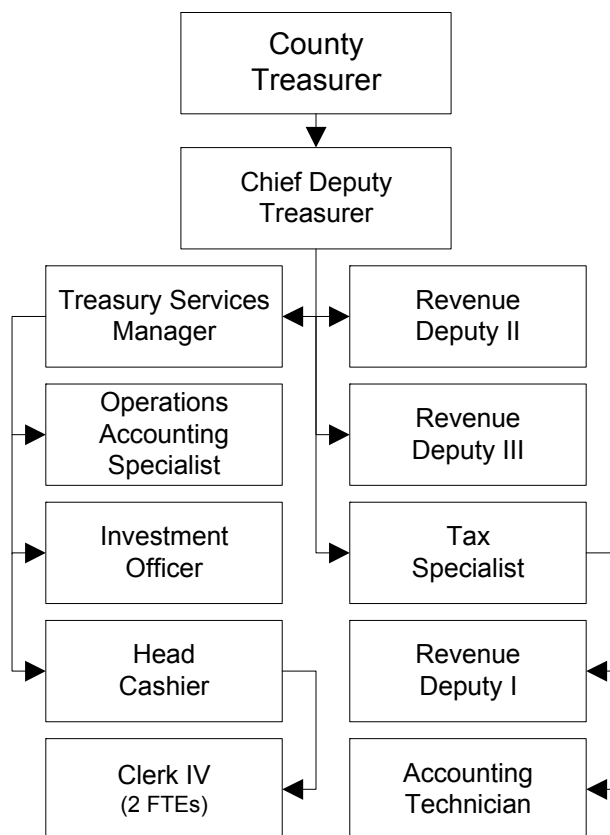 County
Treasurer
Chief Deputy
Treasurer
Treasury Services
Manager
Revenue
Deputy II
Operations
Accounting
Specialist
Revenue
Deputy III
Investment
Officer
Tax
Specialist
Head
Cashier
Revenue
Deputy I
Clerk IV
(2 FTEs)
Accounting
Technician